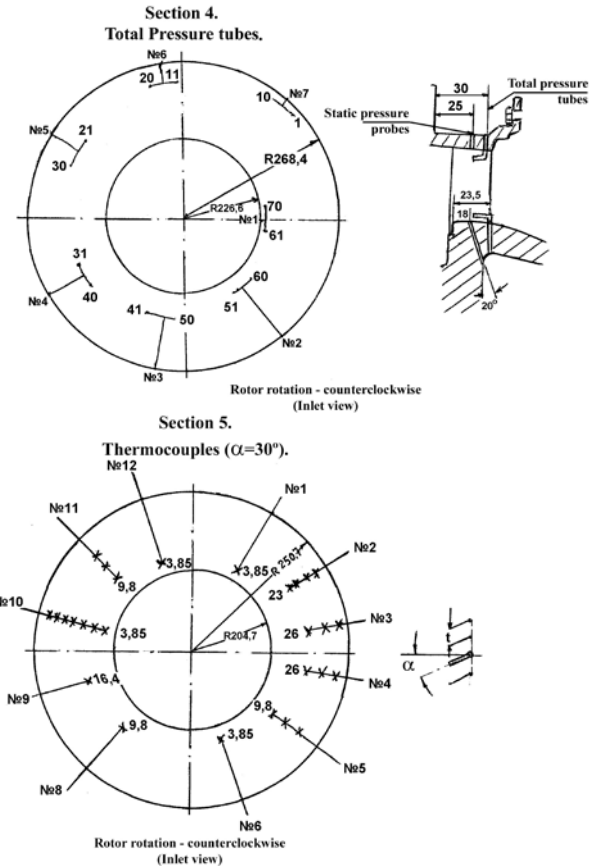 Section 4.
Total Pressure tubes.
№6
20 11
№7
10
1
№5
21
30
R268,4
R226,6
№1
70
61
31
40
№4
60
51
41
50
№2
№3
30
25
Total pressure
tubes
Static pressure
probes
23,5
18
20°
Rotor rotation - counterclockwise
(Inlet view)
Section 5.
Thermocouples (α=30º).
№12
№11
№1
3,85
3,85
R 250,7
№2
23
9,8
№10
3,85
R204,7
26
№3
26
№4
№9
16,4
9,8
9,8
№5
3,85
№8
№6
t
α
Rotor rotation - counterclockwise
(Inlet view)